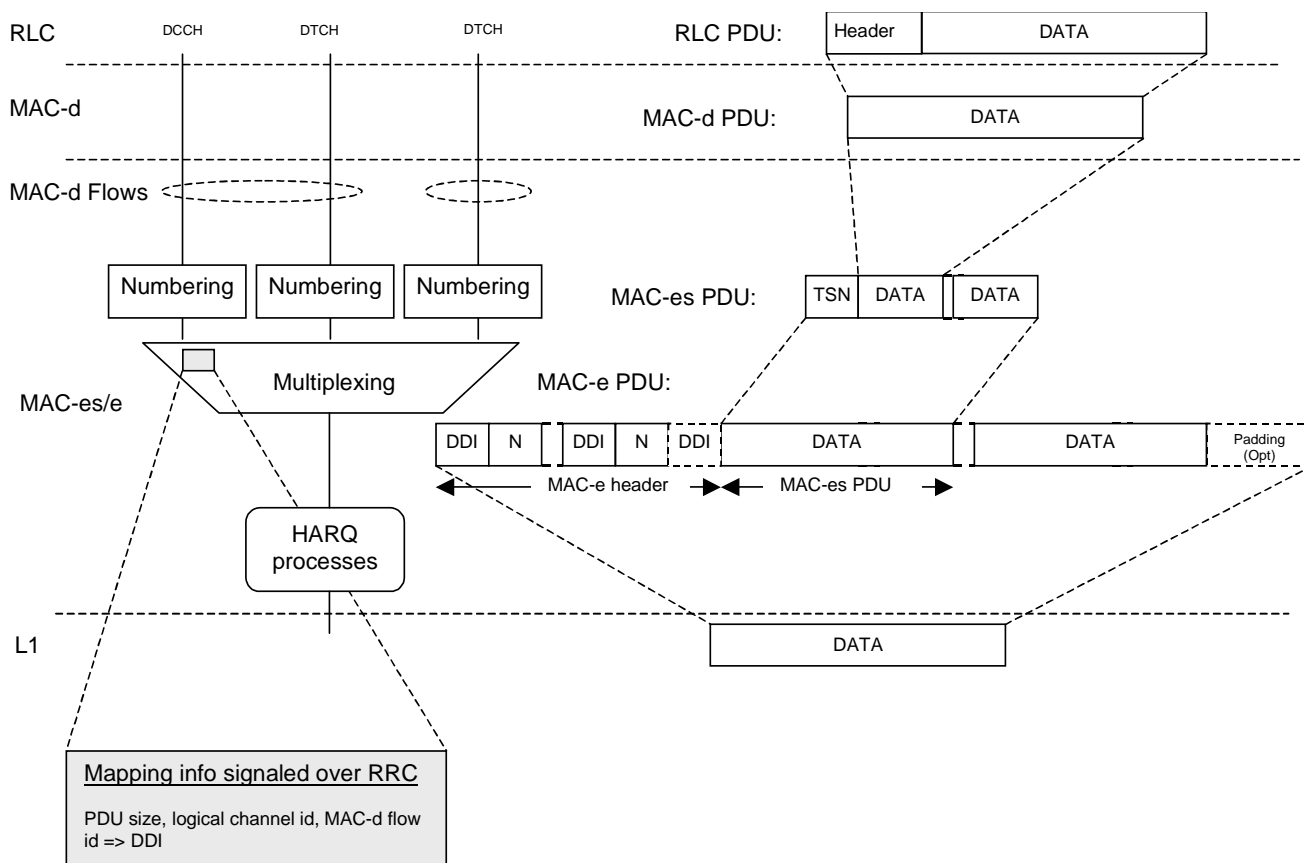 RLC
DCCH
DTCH
DTCH
RLC PDU:
Header
DATA
MAC-d
MAC-d PDU:
DATA
MAC-d Flows
Numbering
Numbering
Numbering
MAC-es PDU:
TSN
DATA
DATA
Multiplexing
MAC-e PDU:
MAC-es/e
DDI
N
DDI
N
DDI
DATA
DATA
Padding
(Opt)
MAC-e header
MAC-es PDU
HARQ
processes
L1
DATA
Mapping info signaled over RRC
PDU size, logical channel id, MAC-d flow
id => DDI